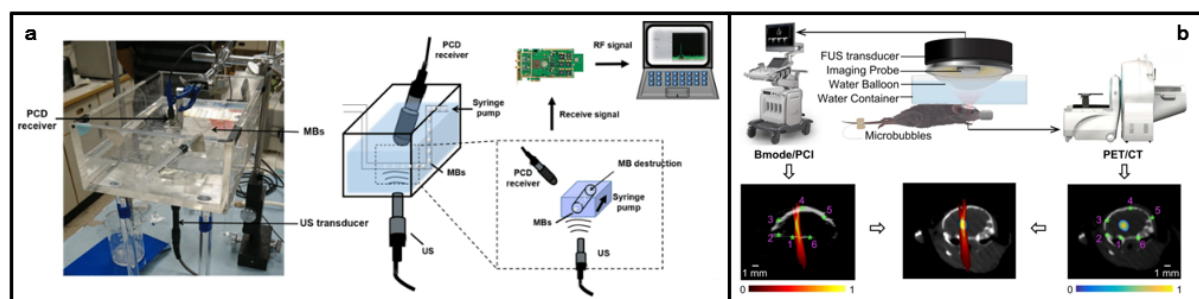 a
PCD
receiver
MBs
US transducer
PCD
receiver
Syringe
pump
MBs
US
RF signal
Receive signal
PCD
receiver
MB destruction
Syringe
pump
MBs
US
b
FUS transducer
Imaging Probe
Water Balloon
Water Container
Microbubbles
Bmode/PCI
PET/CT
4
3
5
2
1
6
1 mm
0
1
1 mm
4
3
5
2
1
6
1 mm
0
1